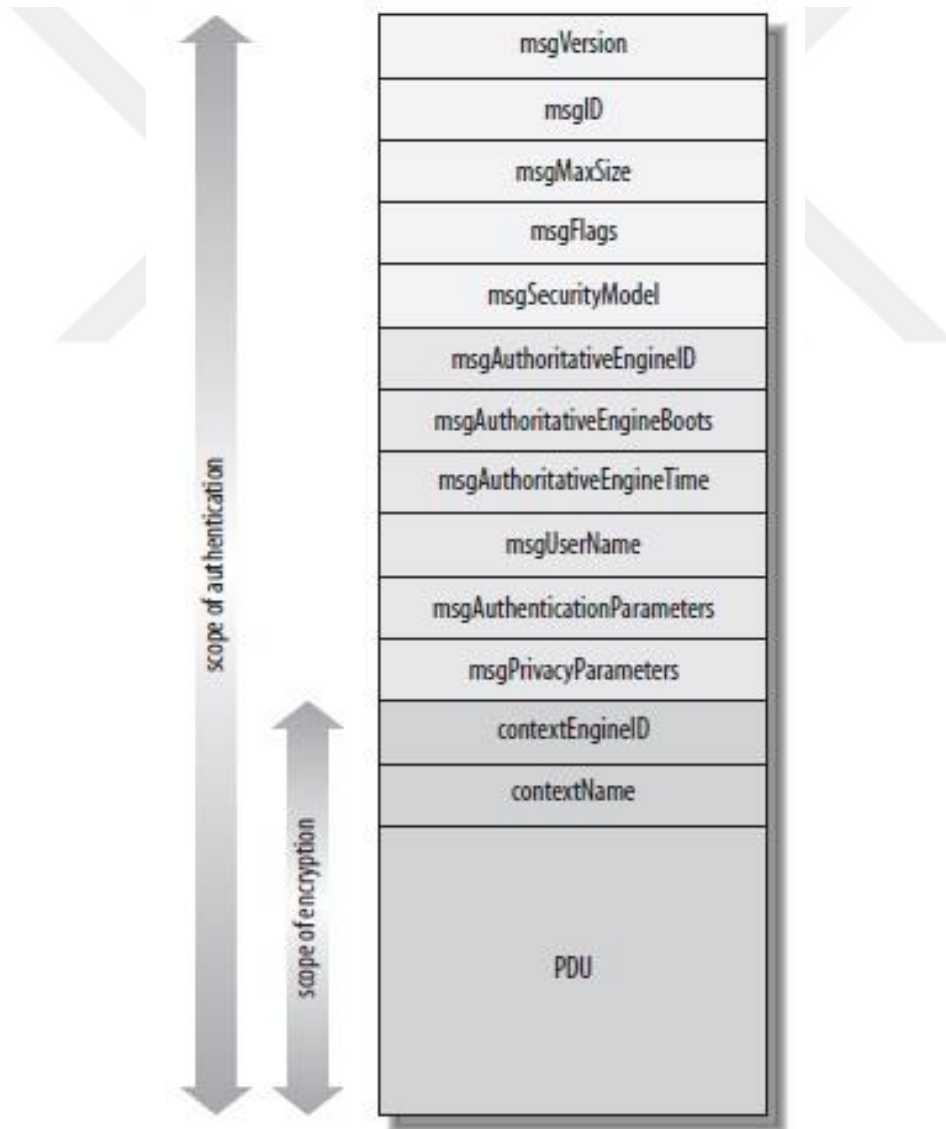 msgVersion
msgID
msgMaxSize
msgFlags
msgSecurityModel
msgAuthoritativeEngineID
msgAuthoritativeEngineBoots
msgAuthoritativeEngineTime
msgUserName
msgAuthenticationParameters
msgPrivacyParameters
contextEngineID
contextName
PDU
scope of authentication
scope of encryption